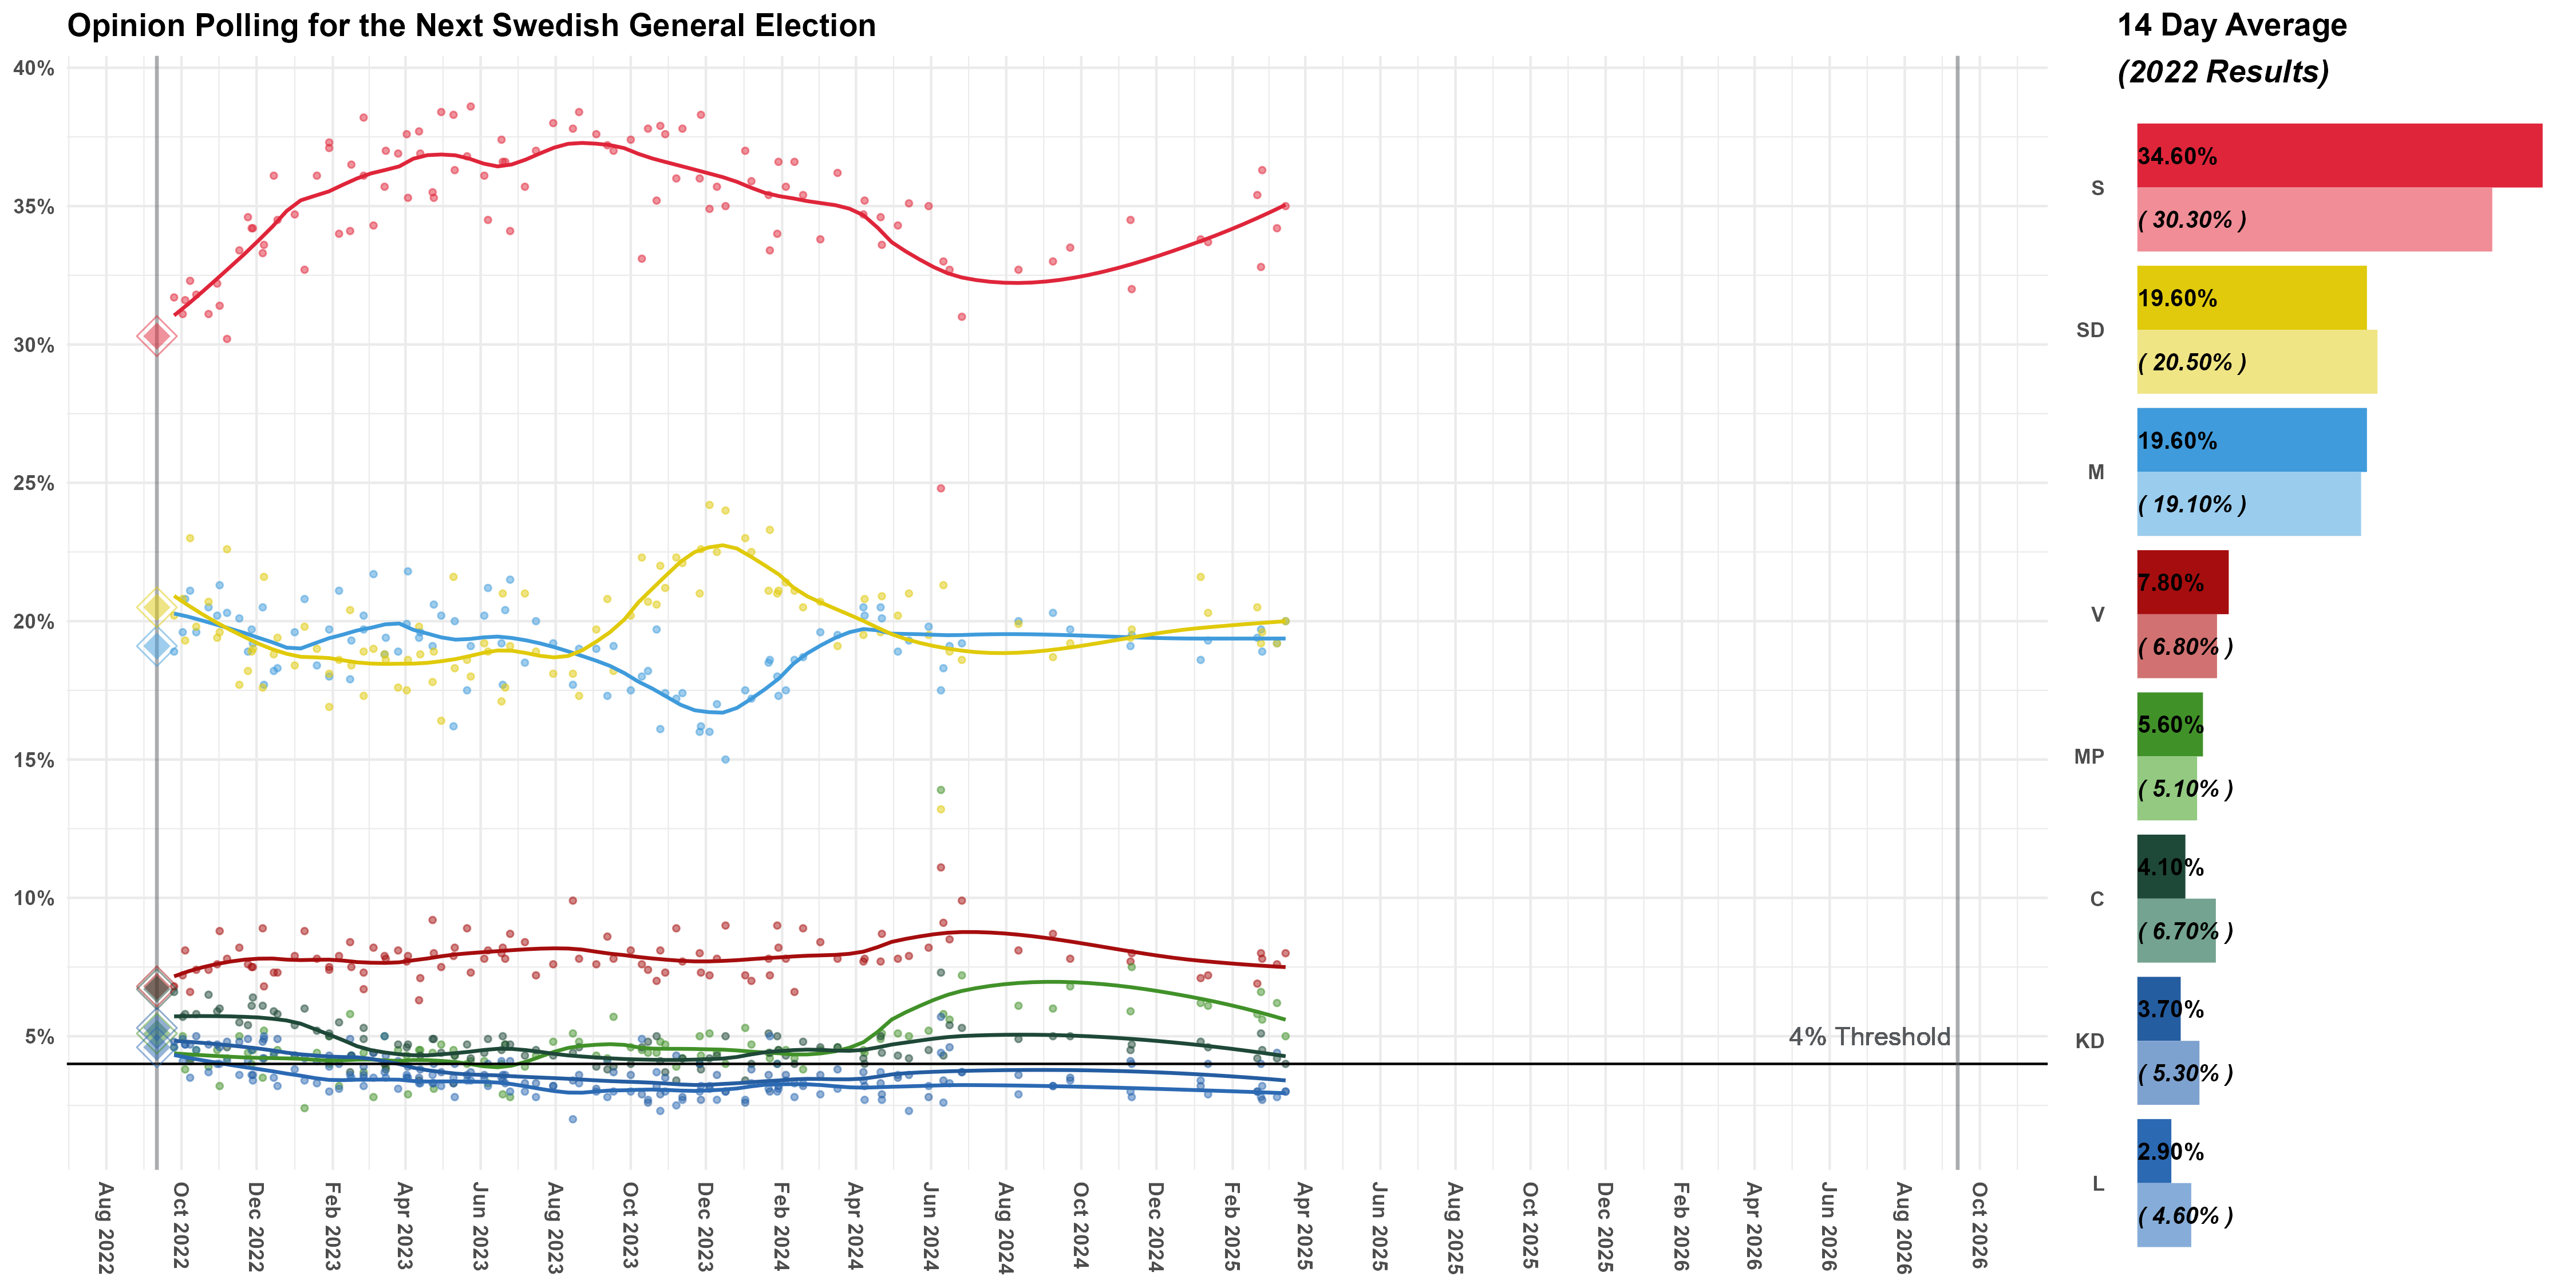 Opinion Polling for the Next Swedish General Election
40%
35%
30%
25%
20%
15%
10%
5%
4% Threshold
Aug 2022
Oct 2022
Dec 2022
Feb 2023
Apr 2023
Jun 2023
Aug 2023
Oct 2023
Dec 2023
Feb 2024
Apr 2024
Jun 2024
Aug 2024
Oct 2024
Dec 2024
Feb 2025
Apr 2025
Jun 2025
Aug 2025
Oct 2025
Dec 2025
Feb 2026
Apr 2026
Jun 2026
Aug 2026
Oct 2026
14 Day Average
(2022 Results)
S
34.60%
( 30.30% )
SD
19.60%
( 20.50% )
M
19.60%
( 19.10% )
V
7.80%
( 6.80% )
MP
5.60%
( 5.10% )
C
4.10%
( 6.70% )
KD
3.70%
( 5.30% )
L
2.90%
( 4.60% )